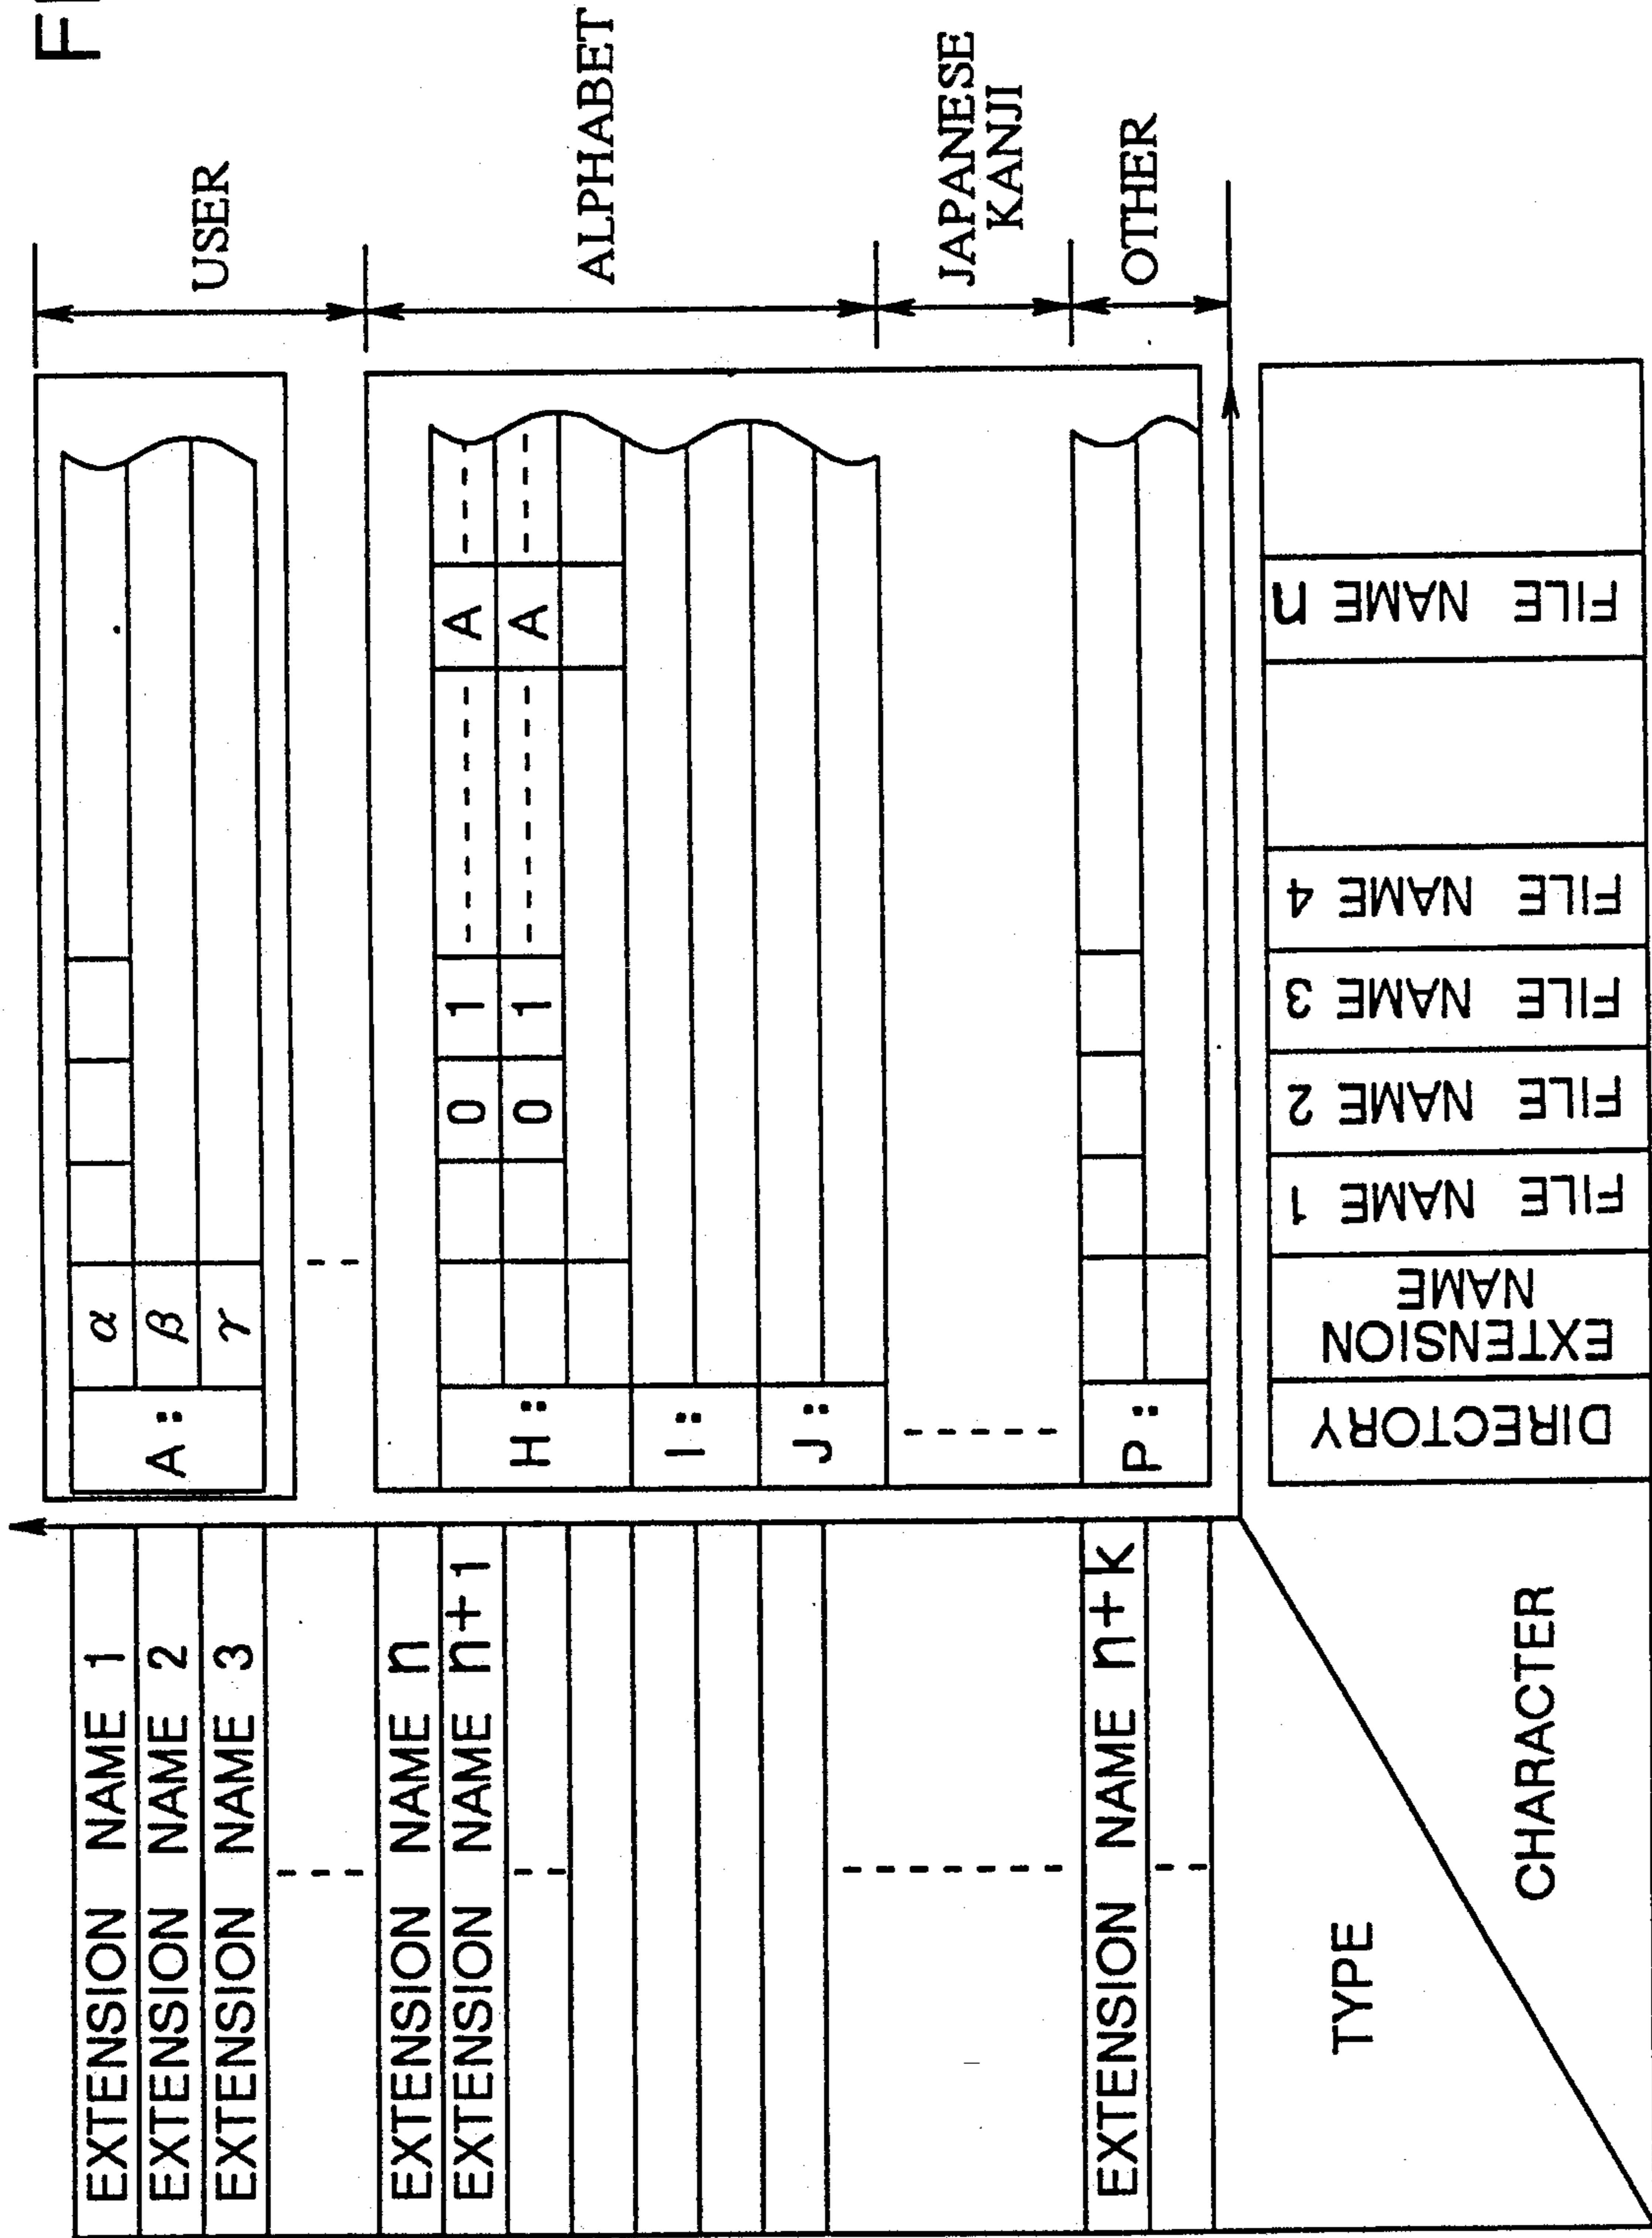 EXTENSION NAME 1
EXTENSION NAME 2
EXTENSION NAME 3
EXTENSION NAME n
EXTENSION NAME n+1
EXTENSION NAME n+k
TYPE
CHARACTER
A:
α
β
γ
USER
H:
0 1 A
0 1 A
I:
J:
ALPHABET
JAPANESE
KANJI
P:
OTHER
DIRECTORY
EXTENSION
NAME
FILE NAME 1
FILE NAME 2
FILE NAME 3
FILE NAME 4
FILE NAME n